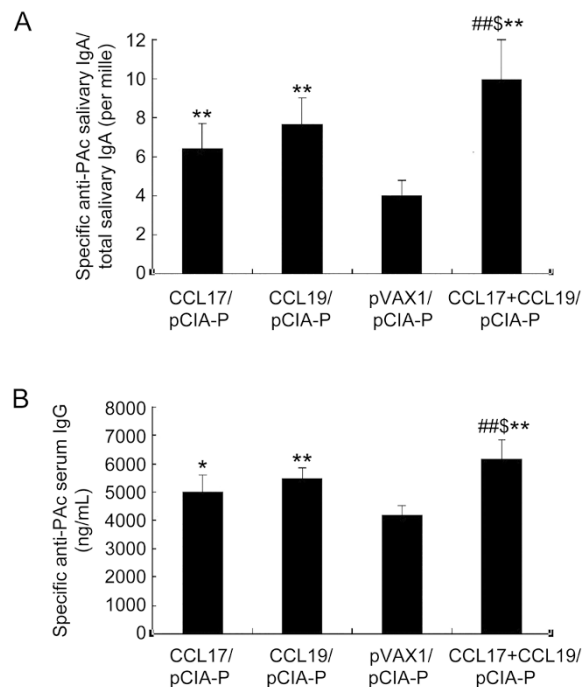 A
Specific anti-PAc salivary IgA/
total salivary IgA (per mille)
12
10
8
6
4
2
0
**
**
##$**
CCL17/
pCIA-P
CCL19/
pCIA-P
pVAX1/
pCIA-P
CCL17+CCL19/
pCIA-P
B
Specific anti-PAc serum IgG
(ng/mL)
8000
7000
6000
5000
4000
3000
2000
1000
0
*
**
##$**
CCL17/
pCIA-P
CCL19/
pCIA-P
pVAX1/
pCIA-P
CCL17+CCL19/
pCIA-P